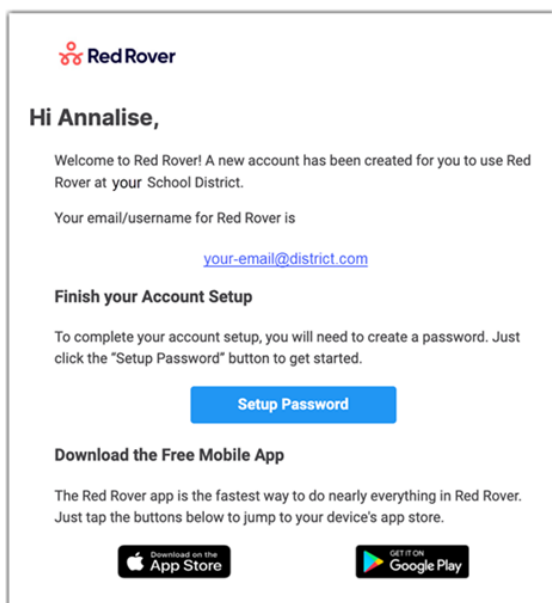 Red Rover
Hi Annalise,
Welcome to Red Rover! A new account has been created for you to use Red
Rover at your School District.
Your email/username for Red Rover is
your-email@district.com
Finish your Account Setup
To complete your account setup, you will need to create a password. Just
click the “Setup Password” button to get started.
Setup Password
Download the Free Mobile App
The Red Rover app is the fastest way to do nearly everything in Red Rover.
Just tap the buttons below to jump to your device's app store.
Download on the
App Store
GET IT ON
Google Play